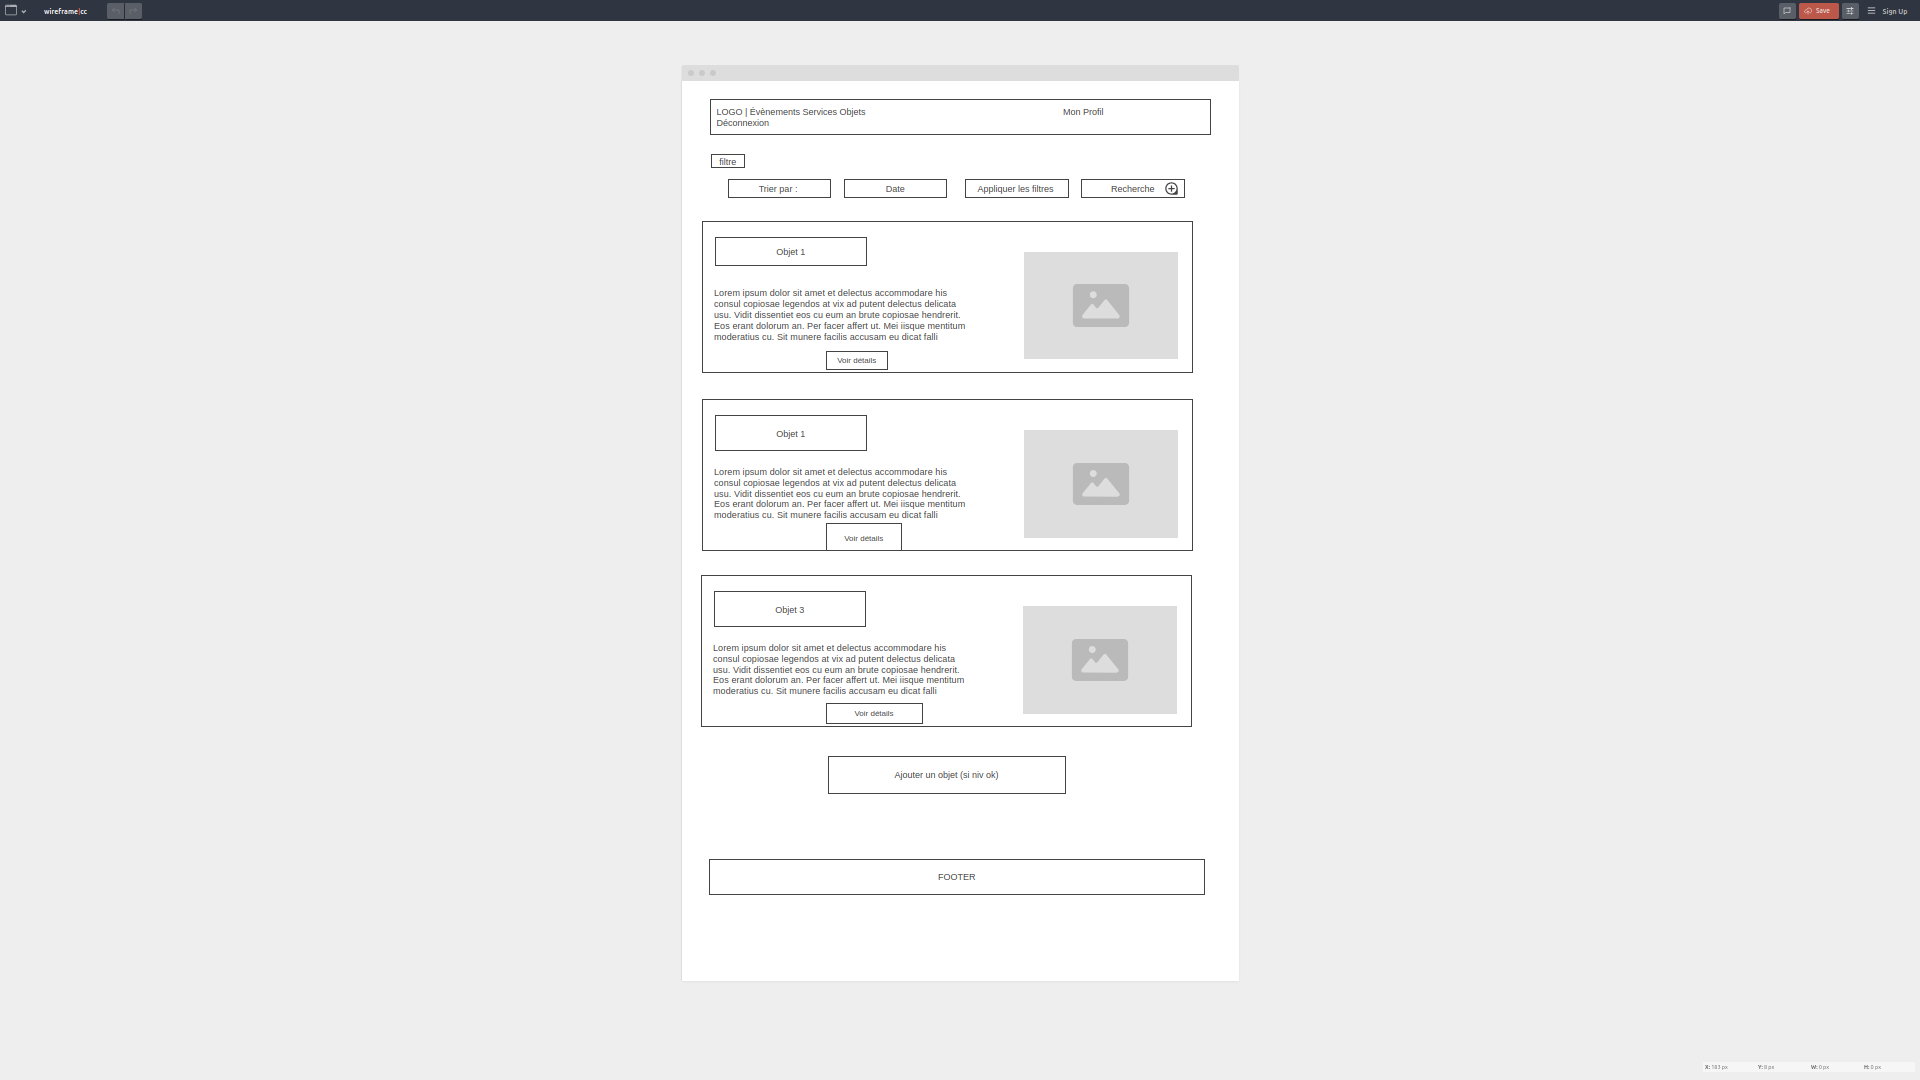 wireframe|cc
Save
Sign Up
LOGO | Évènements Services Objets
Déconnexion
Mon Profil
filtre
Trier par :
Date
Appliquer les filtres
Recherche
Objet 1
Lorem ipsum dolor sit amet et delectus accommodare his
consul copiosae legendos at vix ad putent delectus delicata
usu. Vidit dissentiet eos cu eum an brute copiosae hendrerit.
Eos erant dolorum an. Per facer affert ut. Mei iisque mentitum
moderatius cu. Sit munere facilis accusam eu dicat falli
Voir détails
Objet 1
Lorem ipsum dolor sit amet et delectus accommodare his
consul copiosae legendos at vix ad putent delectus delicata
usu. Vidit dissentiet eos cu eum an brute copiosae hendrerit.
Eos erant dolorum an. Per facer affert ut. Mei iisque mentitum
moderatius cu. Sit munere facilis accusam eu dicat falli
Voir détails
Objet 3
Lorem ipsum dolor sit amet et delectus accommodare his
consul copiosae legendos at vix ad putent delectus delicata
usu. Vidit dissentiet eos cu eum an brute copiosae hendrerit.
Eos erant dolorum an. Per facer affert ut. Mei iisque mentitum
moderatius cu. Sit munere facilis accusam eu dicat falli
Voir détails
Ajouter un objet (si niv ok)
FOOTER
X: px
Y: px
W: 0 px
H: 0 px